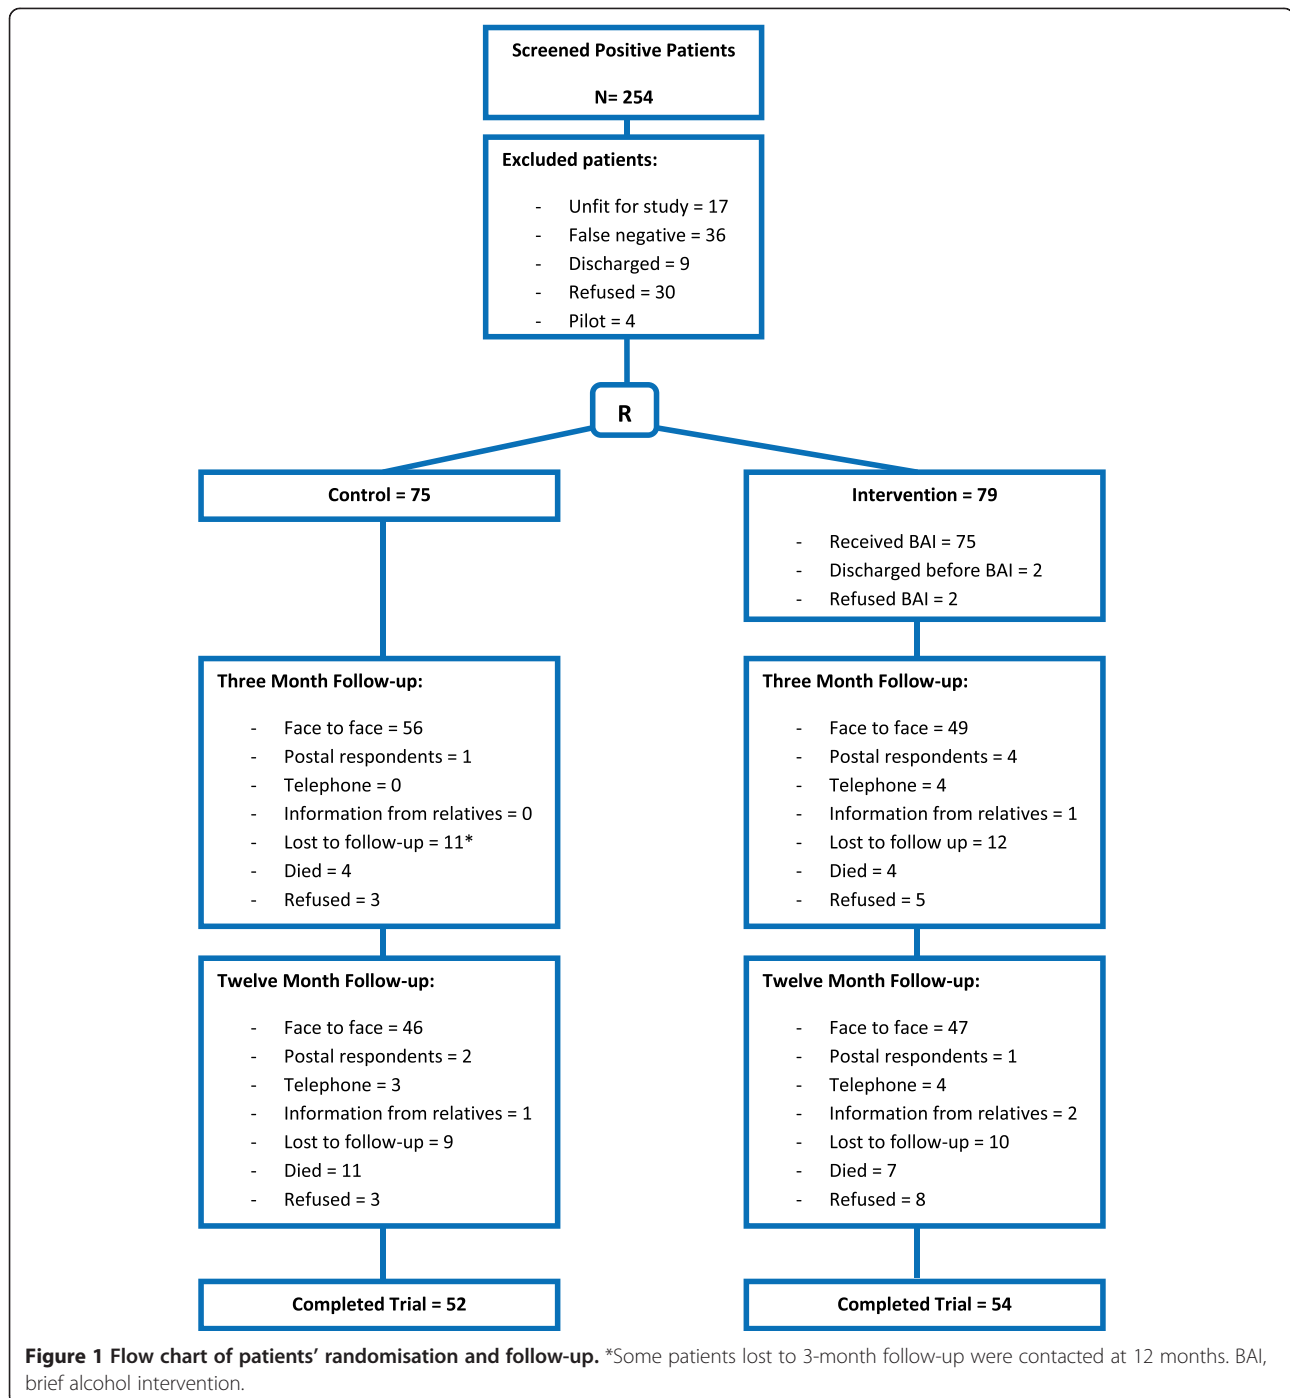 Screened Positive Patients
N= 254
Excluded patients:
- Unfit for study = 17
- False negative = 36
- Discharged = 9
- Refused = 30
- Pilot = 4
R
Control = 75
Intervention = 79
- Received BAI = 75
- Discharged before BAI = 2
- Refused BAI = 2
Three Month Follow-up:
- Face to face = 56
- Postal respondents = 1
- Telephone = 0
- Information from relatives = 0
- Lost to follow-up = 11*
- Died = 4
- Refused = 3
Three Month Follow-up:
- Face to face = 49
- Postal respondents = 4
- Telephone = 4
- Information from relatives = 1
- Lost to follow up = 12
- Died = 4
- Refused = 5
Twelve Month Follow-up:
- Face to face = 46
- Postal respondents = 2
- Telephone = 3
- Information from relatives = 1
- Lost to follow-up = 9
- Died = 11
- Refused = 3
Twelve Month Follow-up:
- Face to face = 47
- Postal respondents = 1
- Telephone = 4
- Information from relatives = 2
- Lost to follow-up = 10
- Died = 7
- Refused = 8
Completed Trial = 52
Completed Trial = 54
Figure 1 Flow chart of patients’ randomisation and follow-up. *Some patients lost to 3-month follow-up were contacted at 12 months. BAI,
brief alcohol intervention.